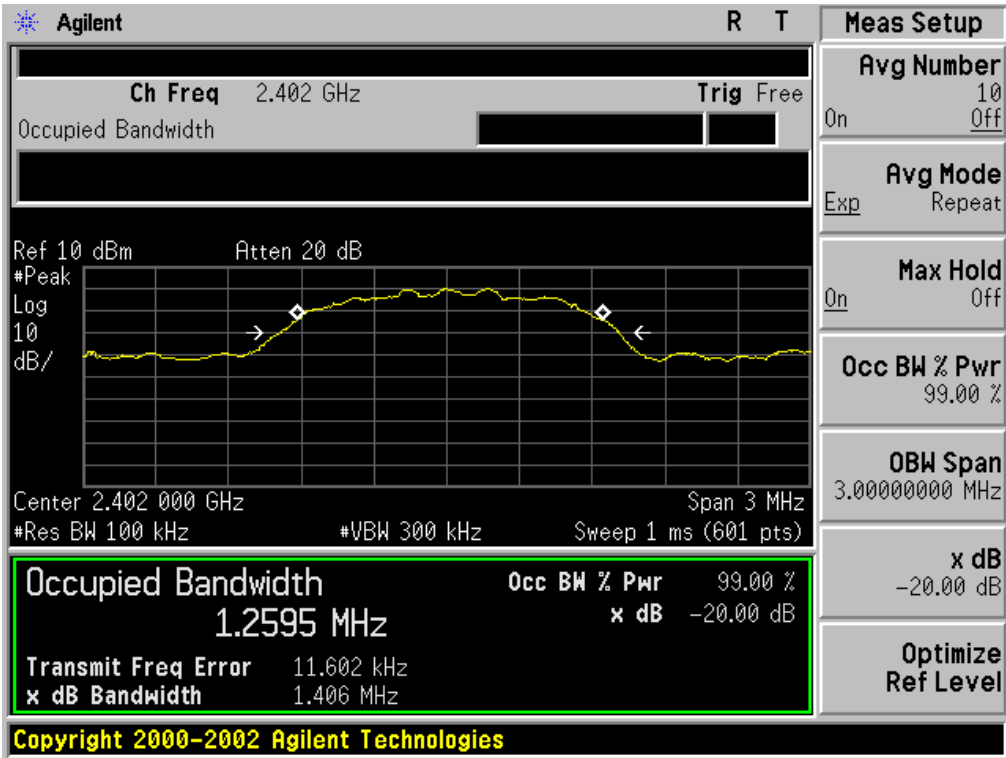 Agilent R T
Ch Freq 2.402 GHz Trig Free
Occupied Bandwidth
Ref 10 dBm Atten 20 dB
#Peak
Log
10
dB/
Center 2.402 000 GHz Span 3 MHz
#Res BW 100 kHz #VBW 300 kHz Sweep 1 ms (601 pts)
Occupied Bandwidth Occ BW % Pwr 99.00 %
1.2595 MHz x dB -20.00 dB
Transmit Freq Error 11.602 kHz
x dB Bandwidth 1.406 MHz
Copyright 2000-2002 Agilent Technologies
Meas Setup
Avg Number
10
On Off
Avg Mode
Exp Repeat
Max Hold
On Off
Occ BW % Pwr
99.00 %
OBW Span
3.00000000 MHz
x dB
-20.00 dB
Optimize
Ref Level